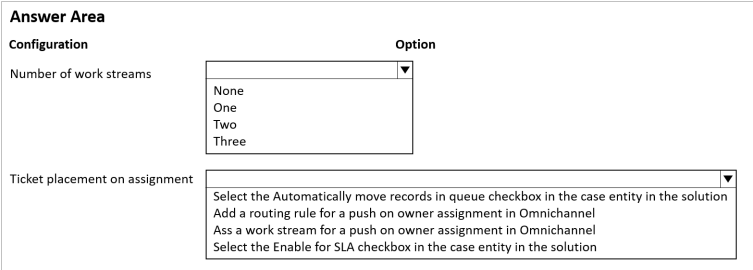 Answer Area
Configuration Option
Number of work streams
None
One
Two
Three
Ticket placement on assignment
Select the Automatically move records in queue checkbox in the case entity in the solution
Add a routing rule for a push on owner assignment in Omnichannel
Ass a work stream for a push on owner assignment in Omnichannel
Select the Enable for SLA checkbox in the case entity in the solution